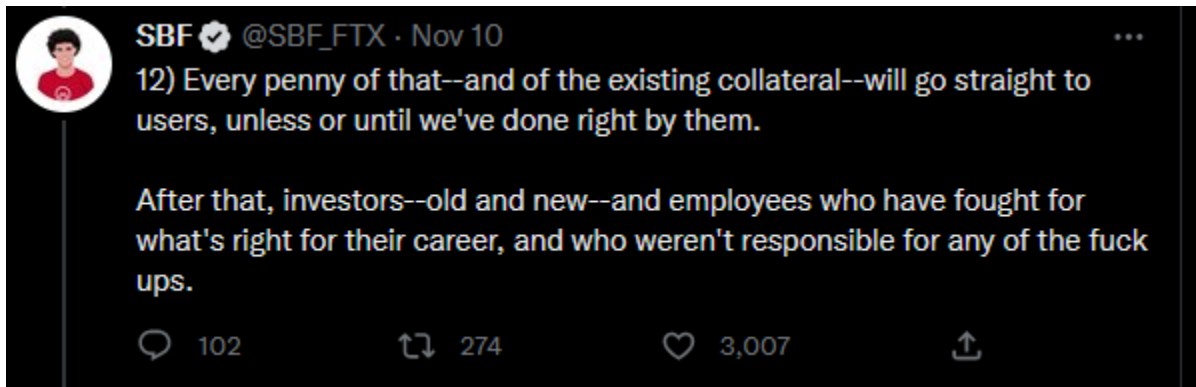 SBF @SBF_FTX · Nov 10
12) Every penny of that--and of the existing collateral--will go straight to
users, unless or until we've done right by them.
After that, investors--old and new--and employees who have fought for
what's right for their career, and who weren't responsible for any of the fuck
ups.
102 274 3,007